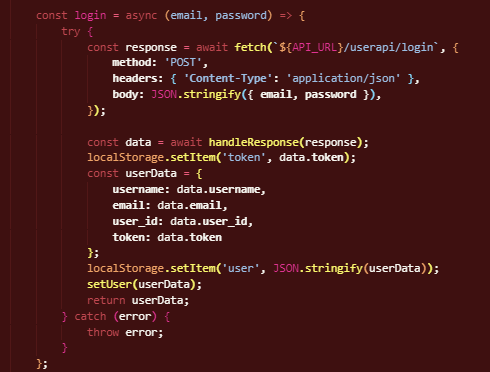 const login = async (email, password) => {
    try {
        const response = await fetch(`${API_URL}/userapi/login`, {
            method: 'POST',
            headers: { 'Content-Type': 'application/json' },
            body: JSON.stringify({ email, password }),
        });

        const data = await handleResponse(response);
        localStorage.setItem('token', data.token);
        const userData = {
            username: data.username,
            email: data.email,
            user_id: data.user_id,
            token: data.token
        };
        localStorage.setItem('user', JSON.stringify(userData));
        setUser(userData);
        return userData;
    } catch (error) {
        throw error;
    }
};